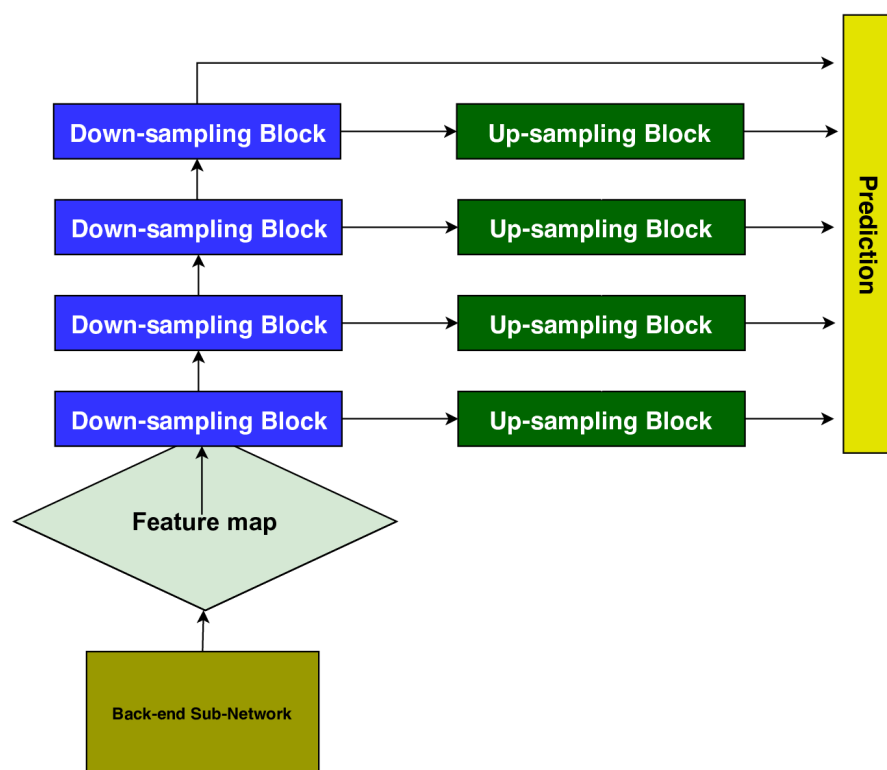 Down-sampling Block
Up-sampling Block
Down-sampling Block
Up-sampling Block
Down-sampling Block
Up-sampling Block
Down-sampling Block
Up-sampling Block
Prediction
Feature map
Back-end Sub-Network